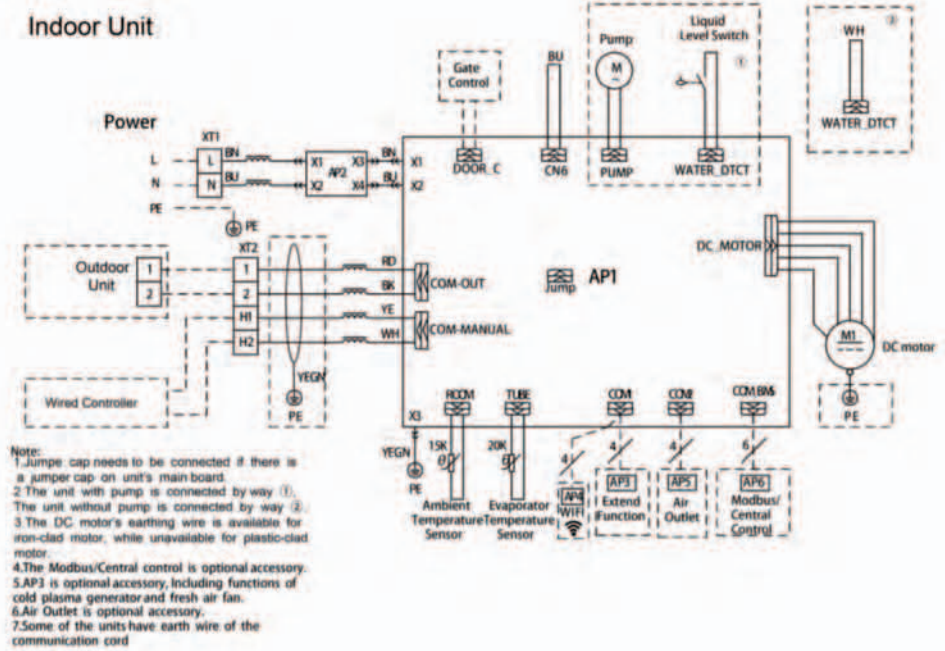 Indoor Unit
Power
L
N
PE
XT1
L
N
BN
BU
X1
X2
AP2
X3
X4
BN
BU
X1
X2
PE
Gate
Control
DOOR_C
BU
CN6
Pump
M
PUMP
Liquid
Level Switch
①
WATER_DTCT
②
WH
WATER_DTCT
Outdoor
Unit
1
2
XT2
1
2
H1
H2
RD
BK
YE
WH
COM-OUT
COM-MANUAL
YEGN
PE
Wired Controller
Jump
AP1
DC_MOTOR
M1
DC motor
PE
X3
YEGN
PE
ROOM
TUBE
COM1
COM2
COM_BMS
15K
θ
20K
θ
4
4
4
6
Ambient
Temperature
Sensor
Evaporator
Temperature
Sensor
AP4
WIFI
AP3
Extend
Function
AP5
Air
Outlet
AP6
Modbus/
Central
Control
Note:
1.Jumpe cap needs to be connected if there is
a jumper cap on unit's main board.
2.The unit with pump is connected by way ①,
The unit without pump is connected by way ②.
3.The DC motor's earthing wire is available for
iron-clad motor, while unavailable for plastic-clad
motor.
4.The Modbus/Central control is optional accessory.
5.AP3 is optional accessory, Including functions of
cold plasma generator and fresh air fan.
6.Air Outlet is optional accessory.
7.Some of the units have earth wire of the
communication cord